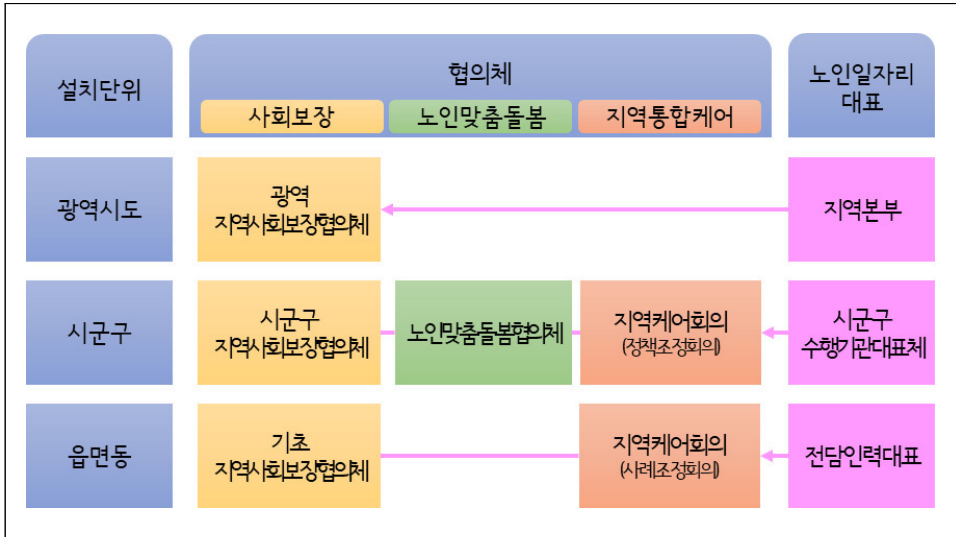 설치단위
협의체
노인일자리
대표
사회보장
노인맞춤돌봄
지역통합케어
광역시도
광역
지역사회보장협의체
지역본부
시군구
시군구
지역사회보장협의체
노인맞춤돌봄협의체
지역케어회의
(정책조정회의)
시군구
수행기관대표체
읍면동
기초
지역사회보장협의체
지역케어회의
(사례조정회의)
전담인력대표